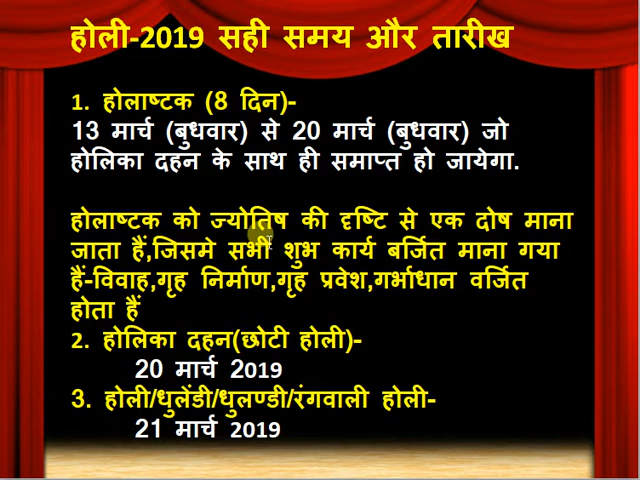 होली-2019 सही समय और तारीख
1. होलाष्टक (8 दिन)-
13 मार्च (बुधवार) से 20 मार्च (बुधवार) जो
होलिका दहन के साथ ही समाप्त हो जायेगा.
होलाष्टक को ज्योतिष की दृष्टि से एक दोष माना
जाता हैं,जिसमे सभी शुभ कार्य बर्जित माना गया
हैं-विवाह,गृह निर्माण,गृह प्रवेश,गर्भाधान वर्जित
होता हैं
2. होलिका दहन(छोटी होली)-
20 मार्च 2019
3. होली/धुलेंडी/धुलण्डी/रंगवाली होली-
21 मार्च 2019